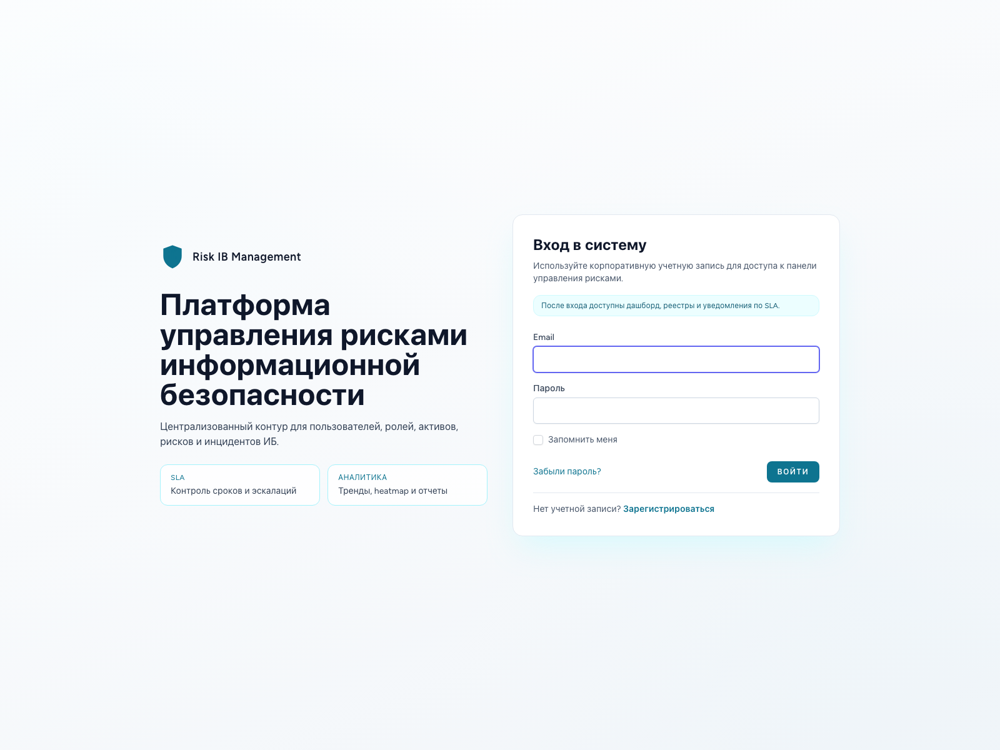 Risk IB Management
Платформа
управления рисками
информационной
безопасности
Централизованный контур для пользователей, ролей, активов,
рисков и инцидентов ИБ.
SLA
Контроль сроков и эскалаций
АНАЛИТИКА
Тренды, heatmap и отчеты
Вход в систему
Используйте корпоративную учетную запись для доступа к панели
управления рисками.
После входа доступны дашборд, реестры и уведомления по SLA.
Email
Пароль
Запомнить меня
Забыли пароль?
ВОЙТИ
Нет учетной записи? Зарегистрироваться